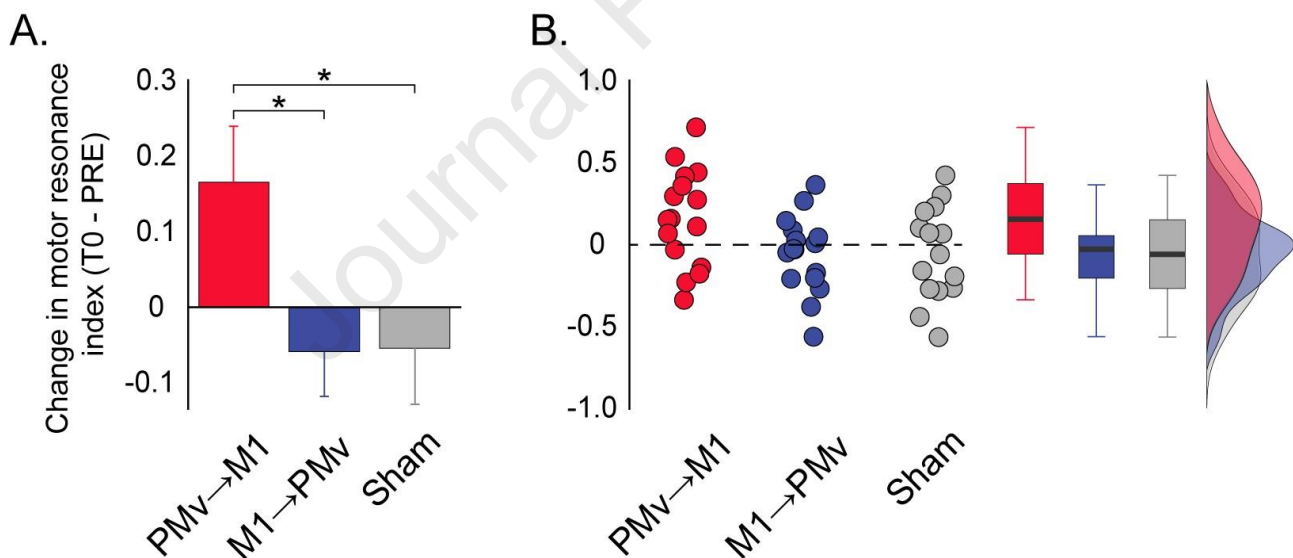 A.
B.
Change in motor resonance
index (T0 - PRE)
0.3
0.2
0.1
0
-0.1
*
*
PMv→M1
M1→PMv
Sham
1.0
0.5
0
-0.5
-1.0
PMv→M1
M1→PMv
Sham
Journal P